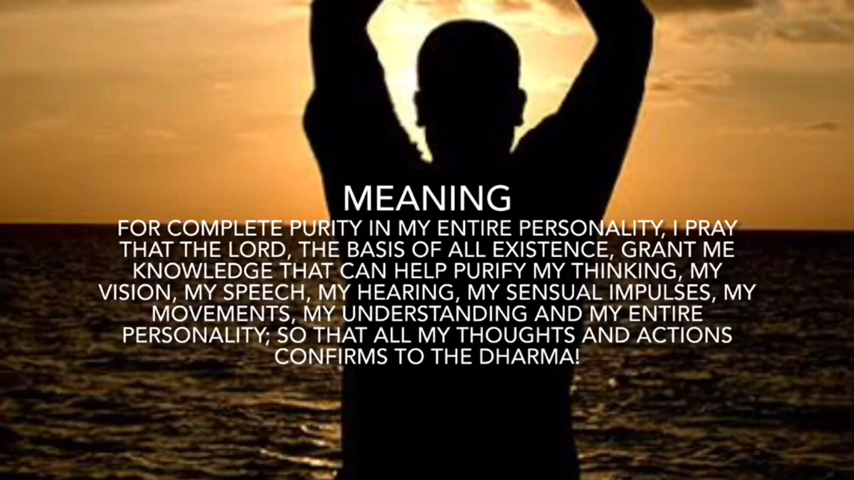 MEANING
FOR COMPLETE PURITY IN MY ENTIRE PERSONALITY, I PRAY
THAT THE LORD, THE BASIS OF ALL EXISTENCE, GRANT ME
KNOWLEDGE THAT CAN HELP PURIFY MY THINKING, MY
VISION, MY SPEECH, MY HEARING, MY SENSUAL IMPULSES, MY
MOVEMENTS, MY UNDERSTANDING AND MY ENTIRE
PERSONALITY; SO THAT ALL MY THOUGHTS AND ACTIONS
CONFIRMS TO THE DHARMA!